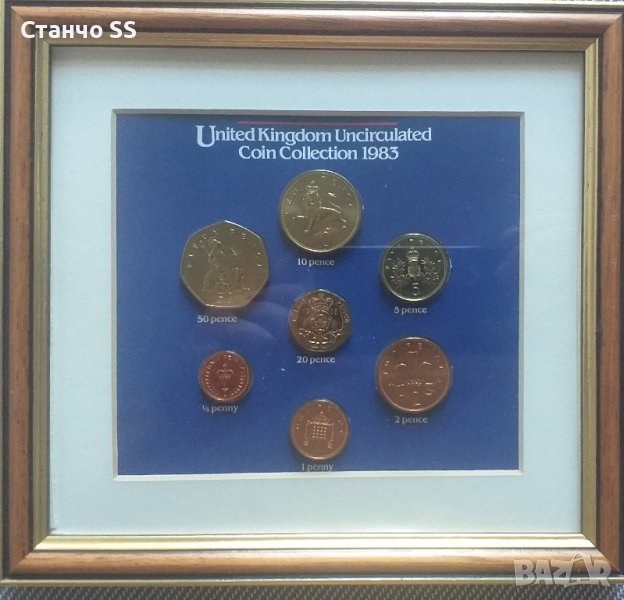 Станчо SS
United Kingdom Uncirculated
Coin Collection 1983
10 pence
50 pence
5 pence
20 pence
½ penny
2 pence
1 penny
BAZAR